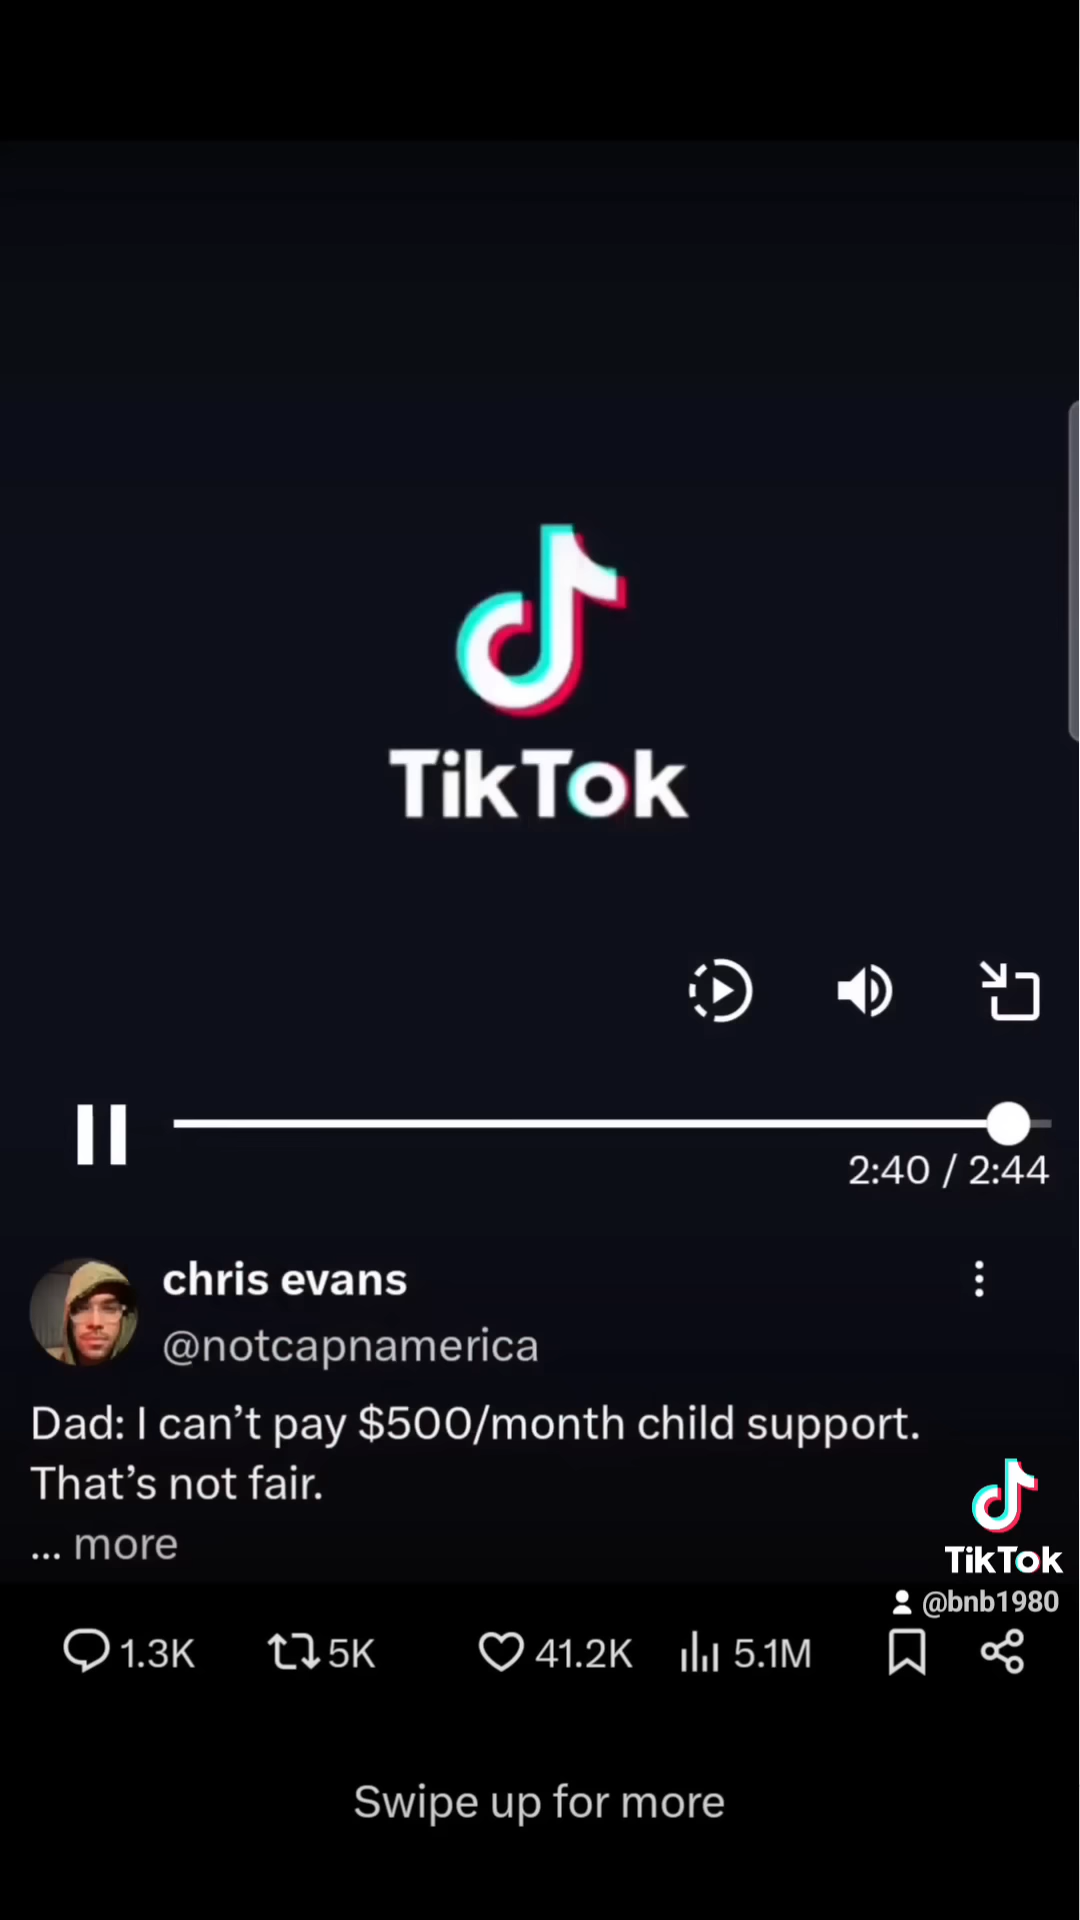 TikTok
2:40 / 2:44
chris evans
@notcapnamerica
Dad: I can’t pay $500/month child support.
That’s not fair.
... more
TikTok
@bnb1980
1.3K 5K 41.2K 5.1M
Swipe up for more